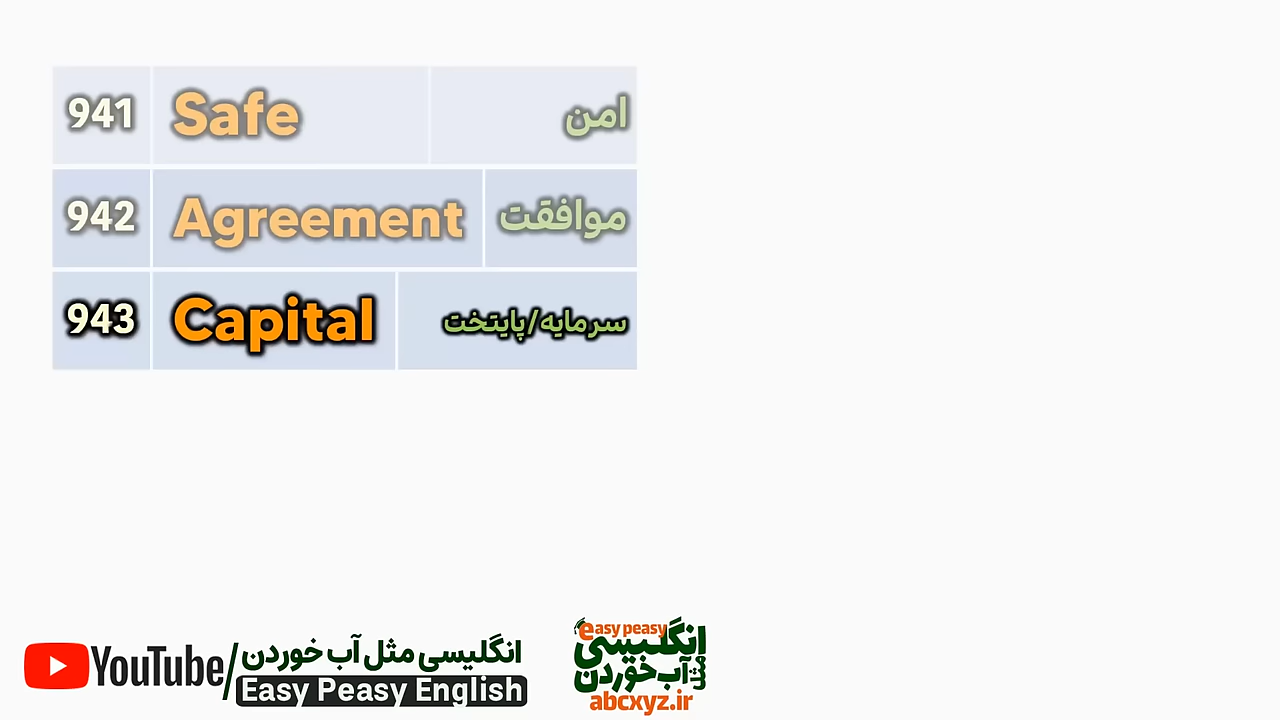 941 Safe امن
942 Agreement موافقت
943 Capital سرمایه/پایتخت
YouTube/انگلیسی مثل آب خوردن
Easy Peasy English
easy peasy
انگلیسی
مثل آب خوردن
abcxyz.ir